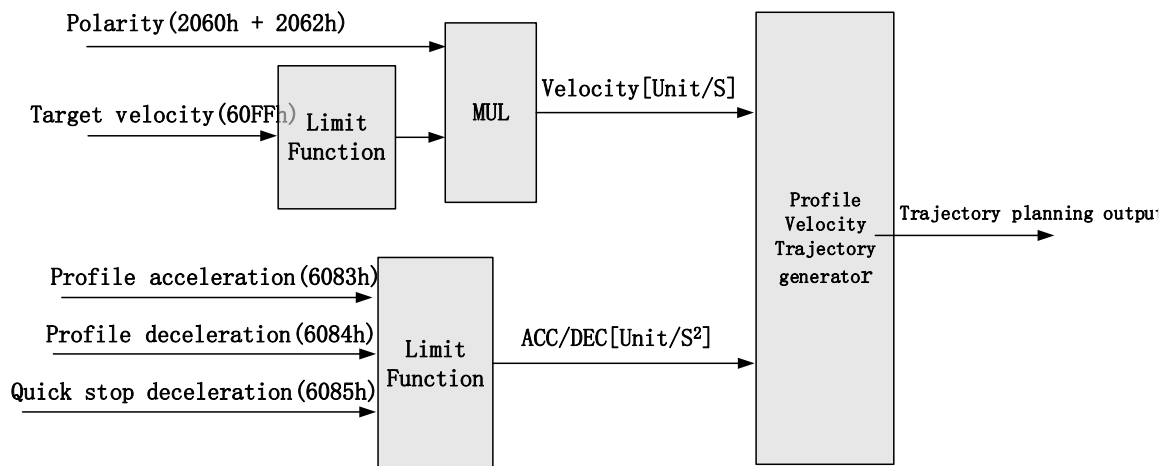 Polarity(2060h + 2062h)
Target velocity(60FFh)
Limit
Function
MUL
Velocity[Unit/S]
Profile
Velocity
Trajectory
generator
Trajectory planning output
Profile acceleration(6083h)
Profile deceleration(6084h)
Quick stop deceleration(6085h)
Limit
Function
ACC/DEC[Unit/S²]